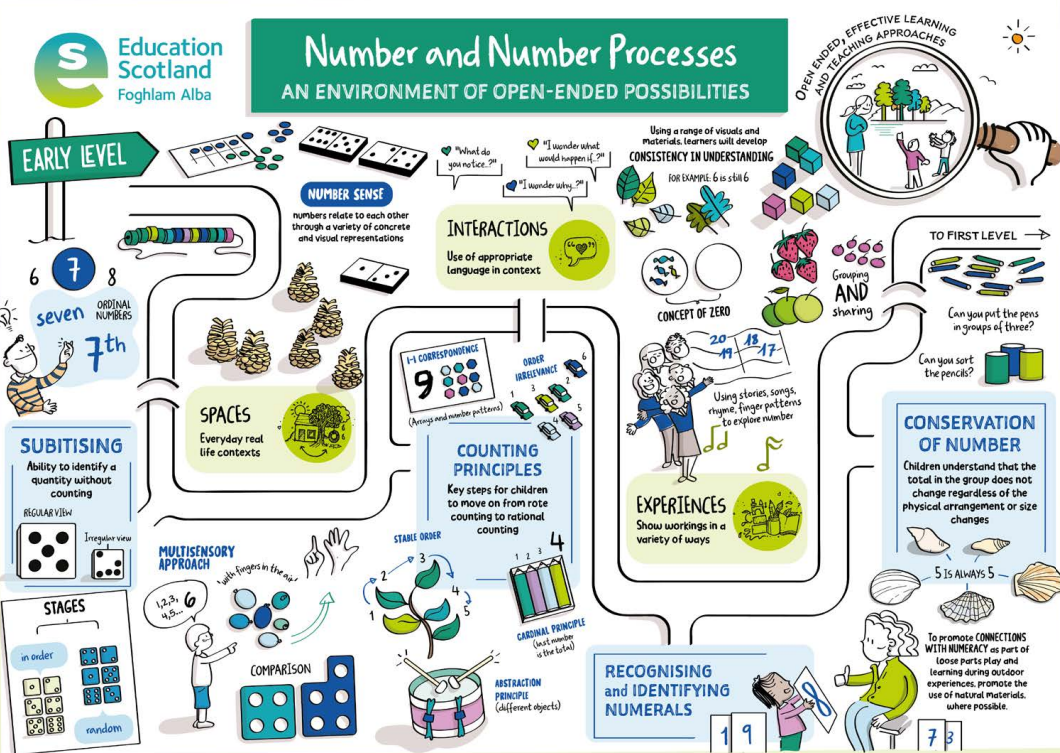 Education
Scotland
Foghlam Alba
Number and Number Processes
AN ENVIRONMENT OF OPEN-ENDED POSSIBILITIES
OPEN ENDED, EFFECTIVE LEARNING
AND TEACHING APPROACHES
EARLY LEVEL
NUMBER SENSE
numbers relate to each other
through a variety of concrete
and visual representations
"What do
you notice..?"
"I wonder what
would happen if..?"
"I wonder why..?"
INTERACTIONS
Use of appropriate
language in context
Using a range of visuals and
materials, learners will develop
CONSISTENCY IN UNDERSTANDING
FOR EXAMPLE: 6 is still 6
CONCEPT OF ZERO
Grouping
AND
sharing
TO FIRST LEVEL
Can you put the pens
in groups of three?
Can you sort
the pencils?
6 7 8
seven
ORDINAL
NUMBERS
7th
SUBITISING
Ability to identify a
quantity without
counting
REGULAR VIEW
Irregular view
STAGES
in order
random
SPACES
Everyday real
life contexts
1-1 CORRESPONDENCE
9
(Arrays and number patterns)
ORDER
IRRELEVANCE
1
2
3
4
5
6
COUNTING
PRINCIPLES
Key steps for children
to move on from rote
counting to rational
counting
20
19
18
17
Using stories, songs,
rhyme, finger patterns
to explore number
EXPERIENCES
Show workings in a
variety of ways
CONSERVATION
OF NUMBER
Children understand that the
total in the group does not
change regardless of the
physical arrangement or size
changes
5 IS ALWAYS 5
MULTISENSORY
APPROACH
"with fingers in the air"
1,2,3,
4,5... 6
COMPARISON
STABLE ORDER
1
2
3
4
5
1 2 3 4
CARDINAL PRINCIPLE
(last number
is the total)
ABSTRACTION
PRINCIPLE
(different objects)
RECOGNISING
and IDENTIFYING
NUMERALS
8
1 9
7 3
To promote CONNECTIONS
WITH NUMERACY as part of
loose parts play and
learning during outdoor
experiences, promote the
use of natural materials,
where possible.